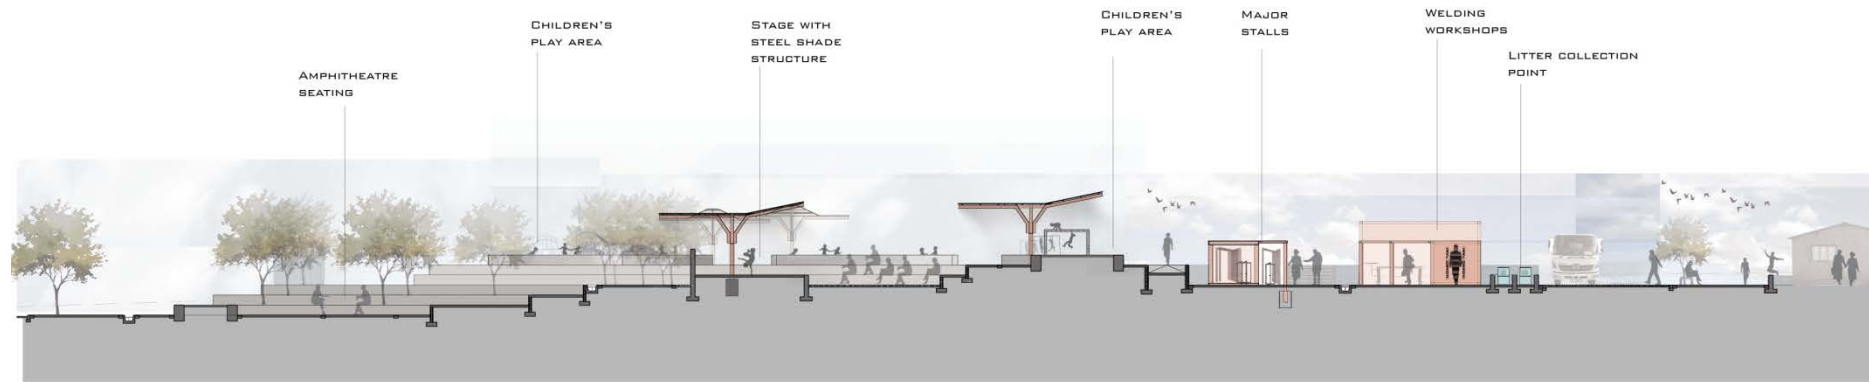 CHILDREN'S
PLAY AREA
STAGE WITH
STEEL SHADE
STRUCTURE
CHILDREN'S
PLAY AREA
MAJOR
STALLS
WELDING
WORKSHOPS
LITTER COLLECTION
POINT
AMPHITHEATRE
SEATING